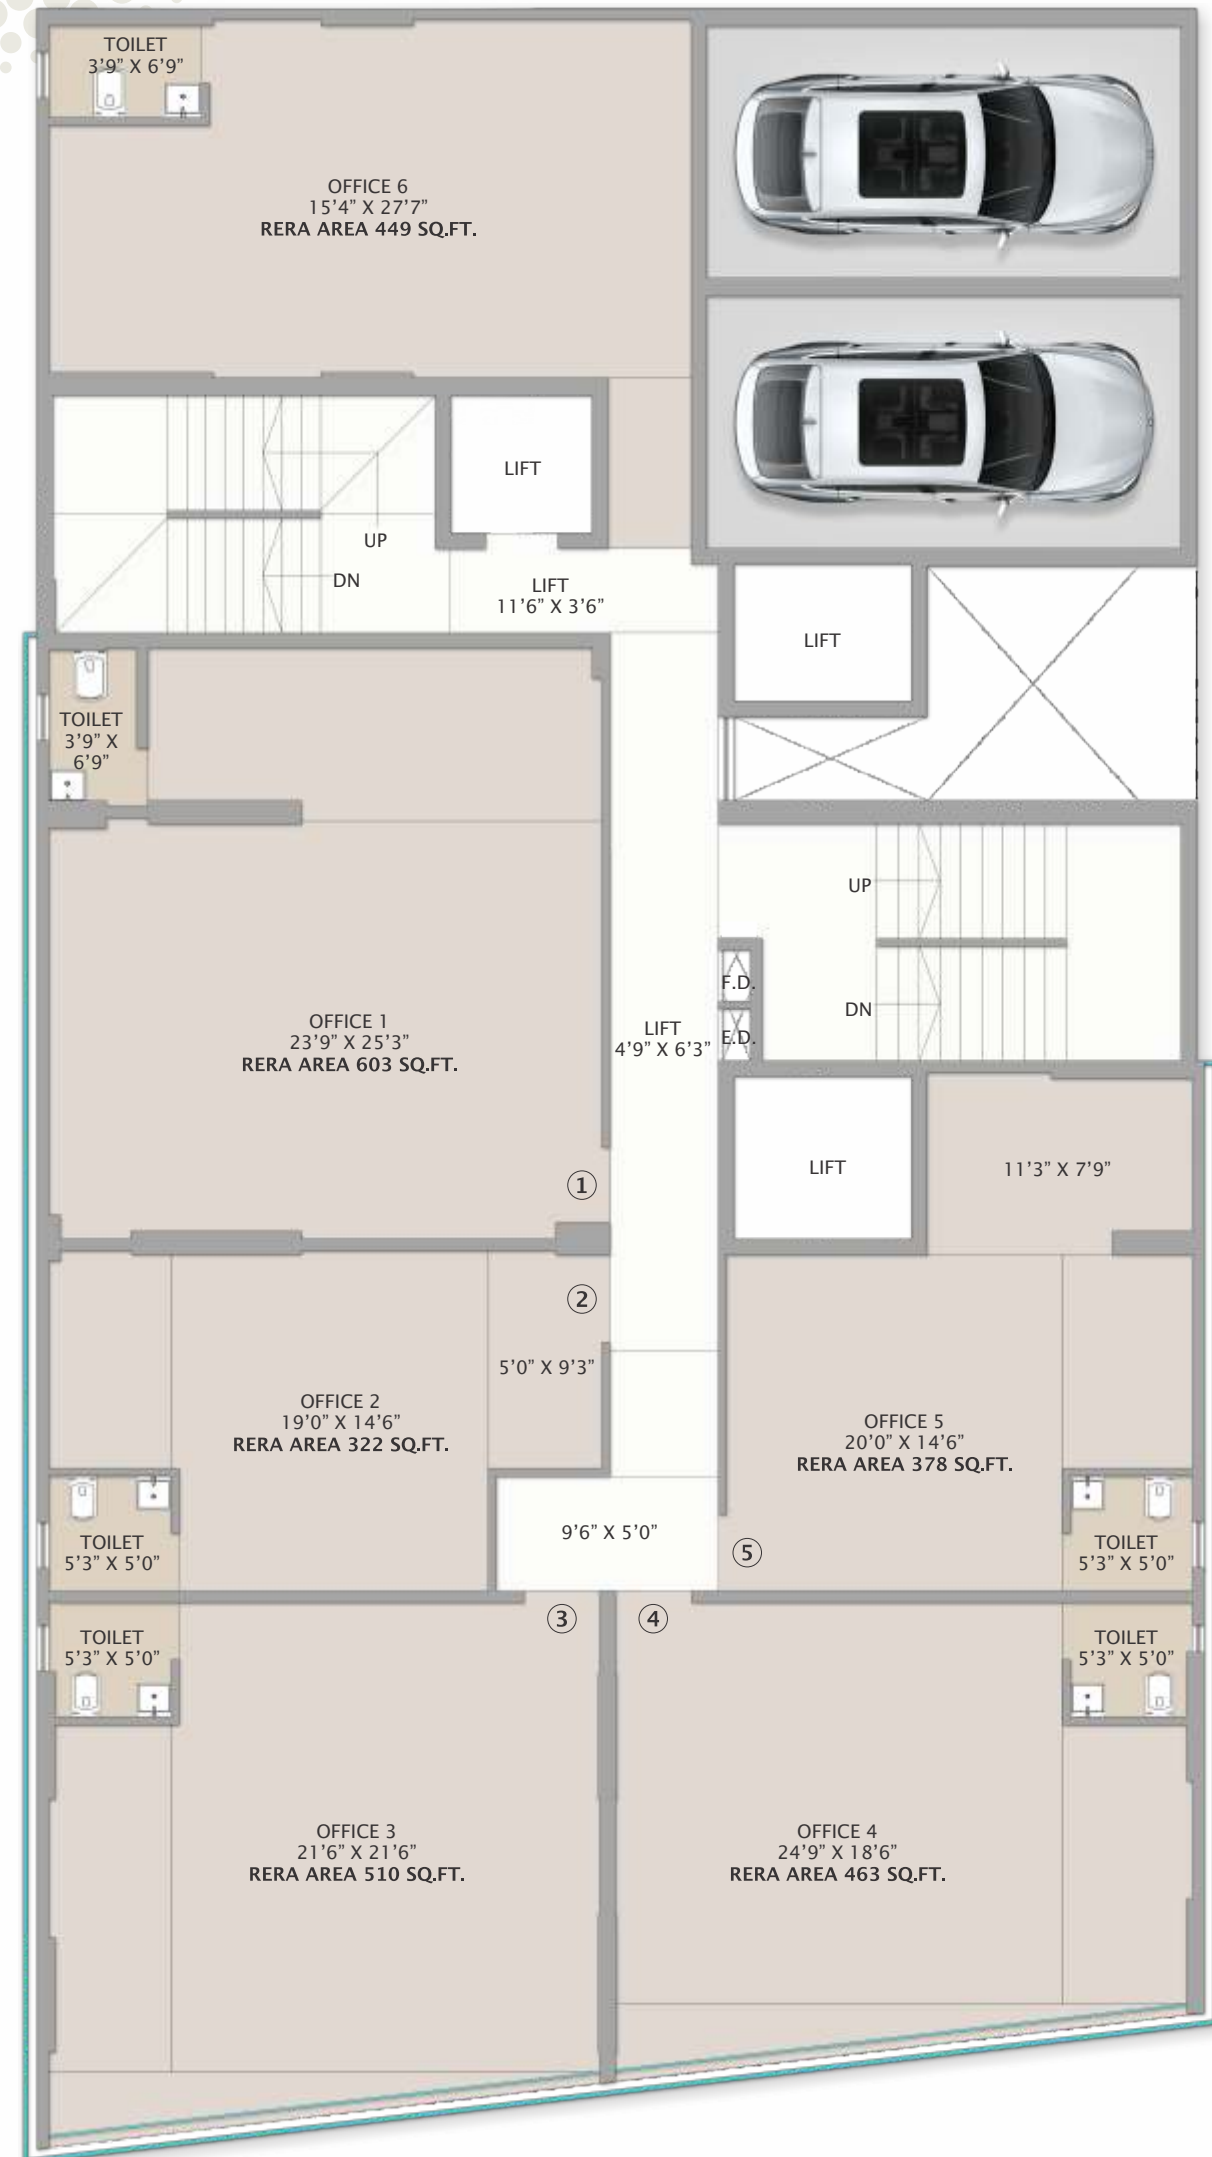 TOILET
3'9" X 6'9"
OFFICE 6
15'4" X 27'7"
RERA AREA 449 SQ.FT.
LIFT
UP
DN
LIFT
11'6" X 3'6"
LIFT
TOILET
3'9" X
6'9"
UP
F.D.
DN
OFFICE 1
23'9" X 25'3"
RERA AREA 603 SQ.FT.
LIFT
4'9" X 6'3"
E.D.
LIFT
11'3" X 7'9"
①
②
5'0" X 9'3"
OFFICE 2
19'0" X 14'6"
RERA AREA 322 SQ.FT.
OFFICE 5
20'0" X 14'6"
RERA AREA 378 SQ.FT.
9'6" X 5'0"
⑤
TOILET
5'3" X 5'0"
TOILET
5'3" X 5'0"
③
④
TOILET
5'3" X 5'0"
TOILET
5'3" X 5'0"
OFFICE 3
21'6" X 21'6"
RERA AREA 510 SQ.FT.
OFFICE 4
24'9" X 18'6"
RERA AREA 463 SQ.FT.